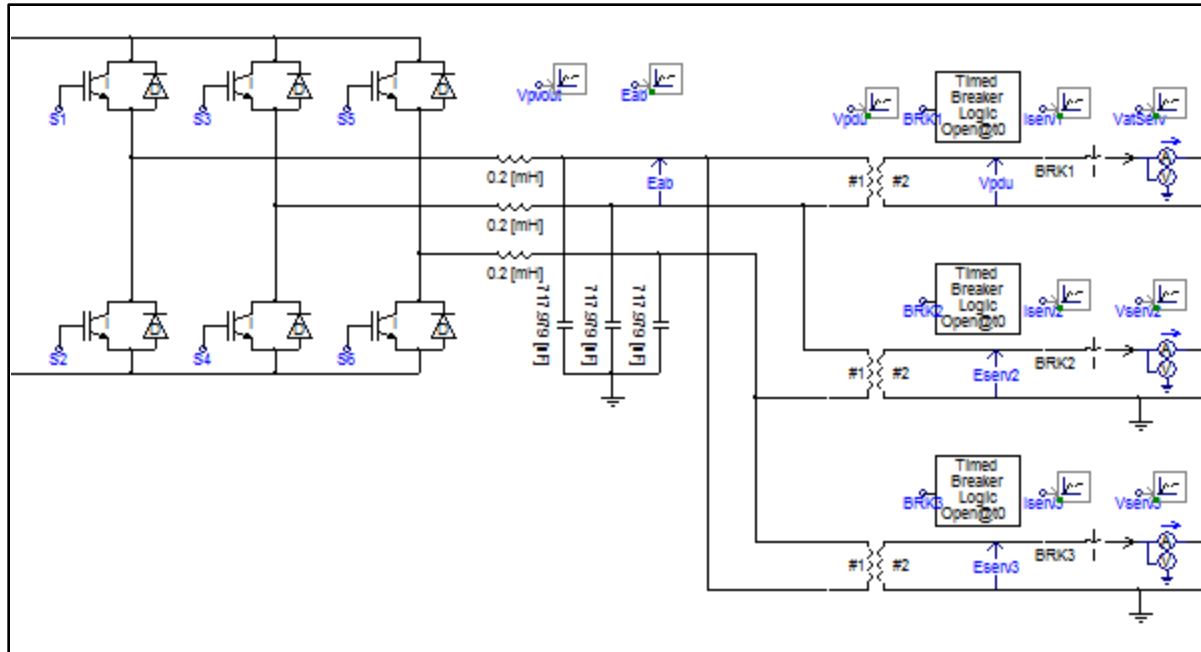 Vpvout
Eab
S1
S3
S5
Vpdu
BRK1
Timed
Breaker
Logic
Open@t0
Iserv1
VatServ
0.2 [mH]
Eab
#1
#2
Vpdu
BRK1
A
V
0.2 [mH]
0.2 [mH]
717.979 [uF]
717.979 [uF]
717.979 [uF]
S2
S4
S6
BRK2
Timed
Breaker
Logic
Open@t0
Iserv2
Vserv2
#1
#2
Eserv2
BRK2
A
V
BRK3
Timed
Breaker
Logic
Open@t0
Iserv3
Vserv3
#1
#2
Eserv3
BRK3
A
V